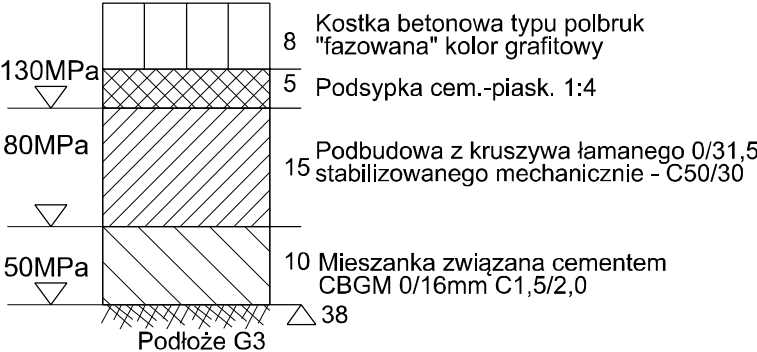 8 Kostka betonowa typu polbruk
"fazowana" kolor grafitowy
130MPa
5 Podsypka cem.-piask. 1:4
80MPa
15 Podbudowa z kruszywa łamanego 0/31,5
stabilizowanego mechanicznie - C50/30
50MPa
10 Mieszanka związana cementem
CBGM 0/16mm C1,5/2,0
38
Podłoże G3